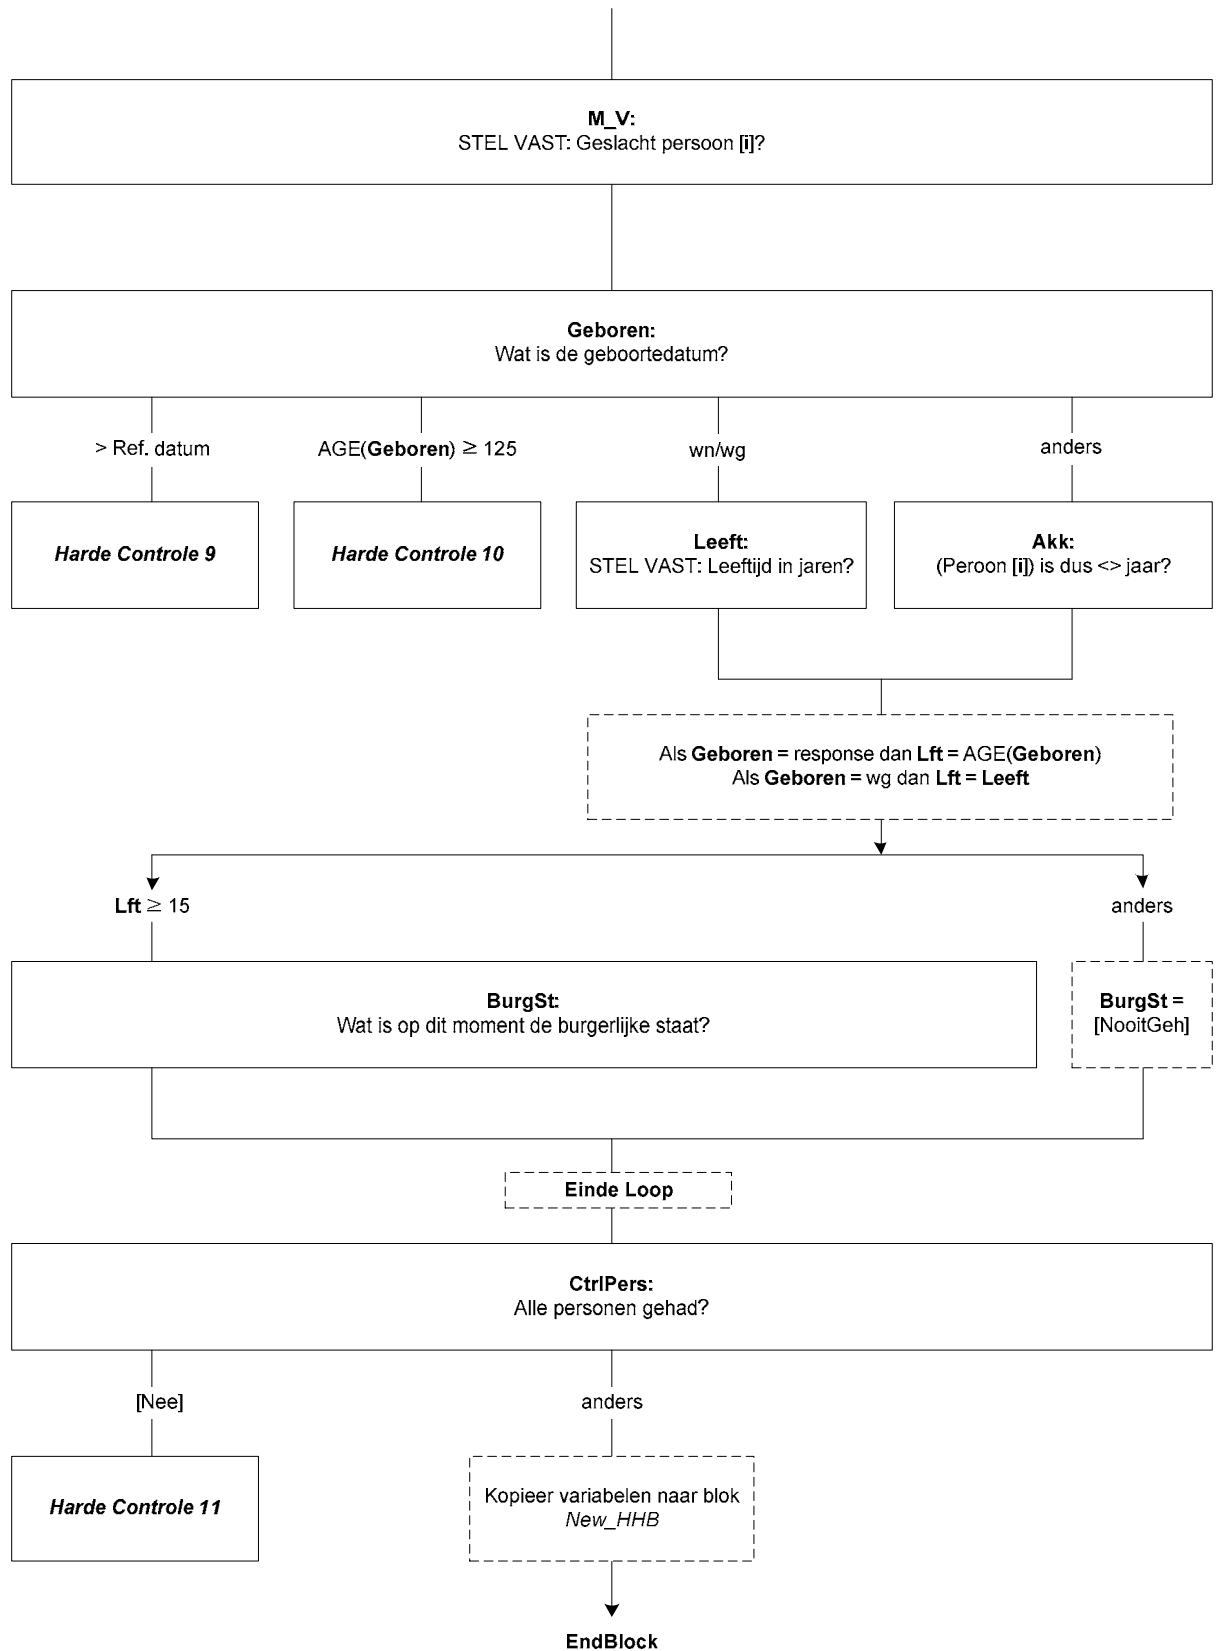 M_V:
STEL VAST: Geslacht persoon [i]?
Geboren:
Wat is de geboortedatum?
> Ref. datum
AGE(Geboren) ≥ 125
wn/wg
anders
Harde Controle 9
Harde Controle 10
Leeft:
STEL VAST: Leeftijd in jaren?
Akk:
(Peroon [i]) is dus <> jaar?
Als Geboren = response dan Lft = AGE(Geboren)
Als Geboren = wg dan Lft = Leeft
Lft ≥ 15
anders
BurgSt:
Wat is op dit moment de burgerlijke staat?
BurgSt =
[NooitGeh]
Einde Loop
CtrlPers:
Alle personen gehad?
[Nee]
anders
Harde Controle 11
Kopieer variabelen naar blok
New_HHB
EndBlock